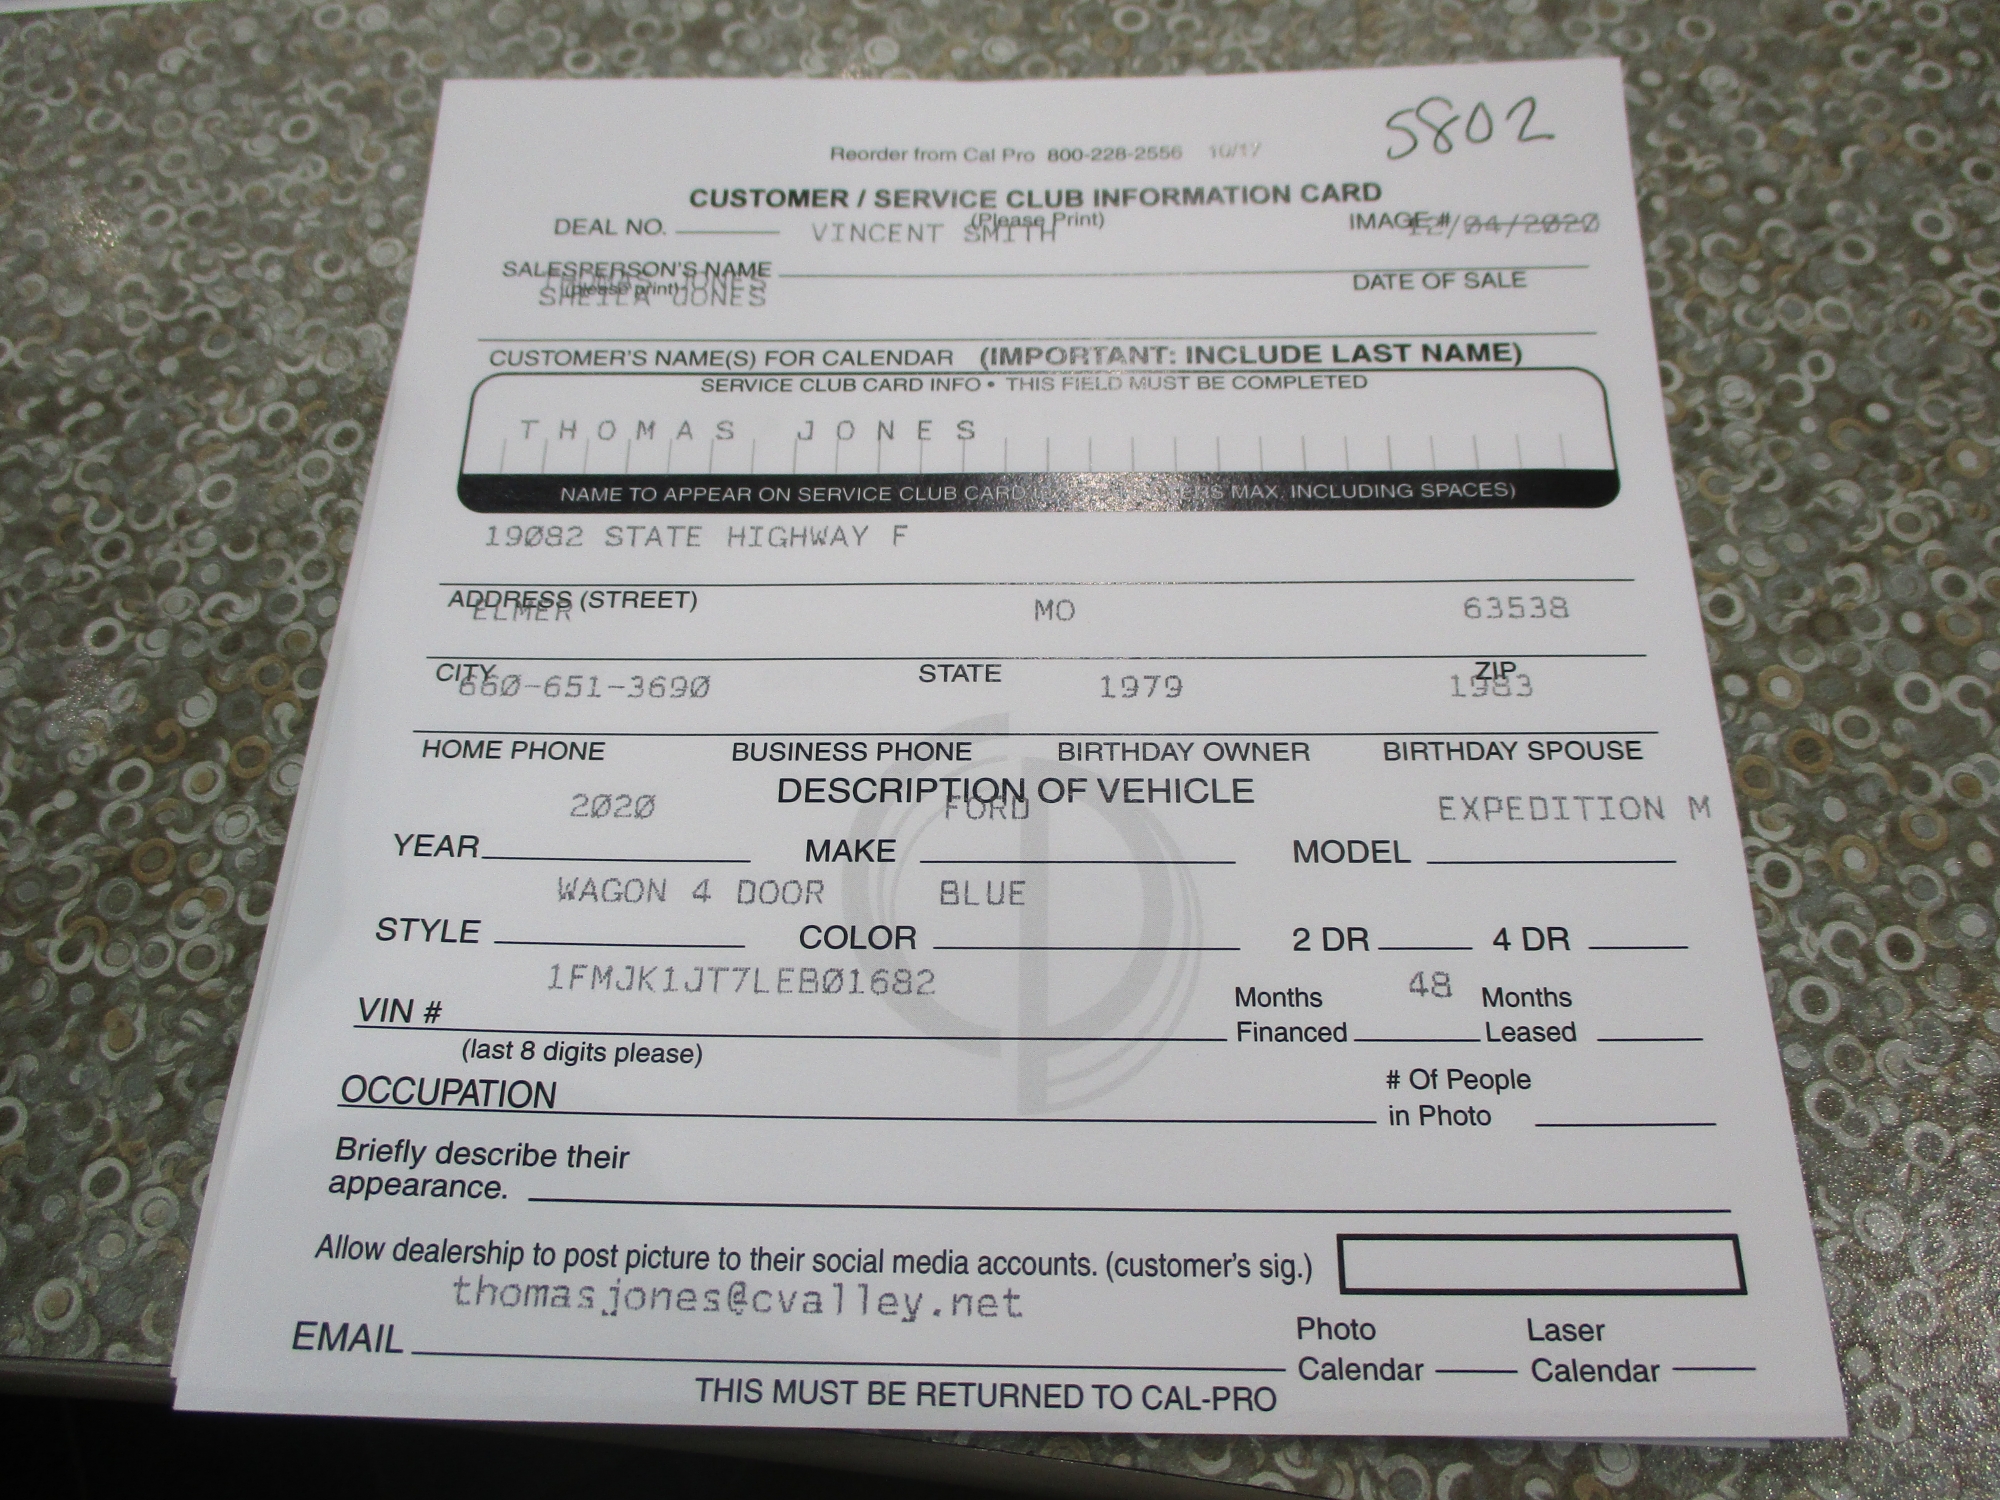 5802
Reorder from Cal Pro 800-228-2556 10/17
CUSTOMER / SERVICE CLUB INFORMATION CARD
(Please Print)
DEAL NO. VINCENT SMITH IMAGE # 12/04/2020
SALESPERSON'S NAME DATE OF SALE
THOMAS JONES
(please print)
SHEILA JONES
CUSTOMER'S NAME(S) FOR CALENDAR (IMPORTANT: INCLUDE LAST NAME)
SERVICE CLUB CARD INFO • THIS FIELD MUST BE COMPLETED
THOMAS JONES
NAME TO APPEAR ON SERVICE CLUB CARD MAX. INCLUDING SPACES)
19082 STATE HIGHWAY F
ADDRESS (STREET)
ELMER MO 63538
CITY STATE ZIP
660-651-3690 1979 1983
HOME PHONE BUSINESS PHONE BIRTHDAY OWNER BIRTHDAY SPOUSE
DESCRIPTION OF VEHICLE
2020 FORD EXPEDITION M
YEAR MAKE MODEL
WAGON 4 DOOR BLUE
STYLE COLOR 2 DR 4 DR
1FMJK1JT7LEB01682 48
VIN # Months Financed Months Leased
(last 8 digits please)
OCCUPATION # Of People in Photo
Briefly describe their
appearance.
Allow dealership to post picture to their social media accounts. (customer's sig.)
thomasjones@cvalley.net
EMAIL Photo Calendar Laser Calendar
THIS MUST BE RETURNED TO CAL-PRO